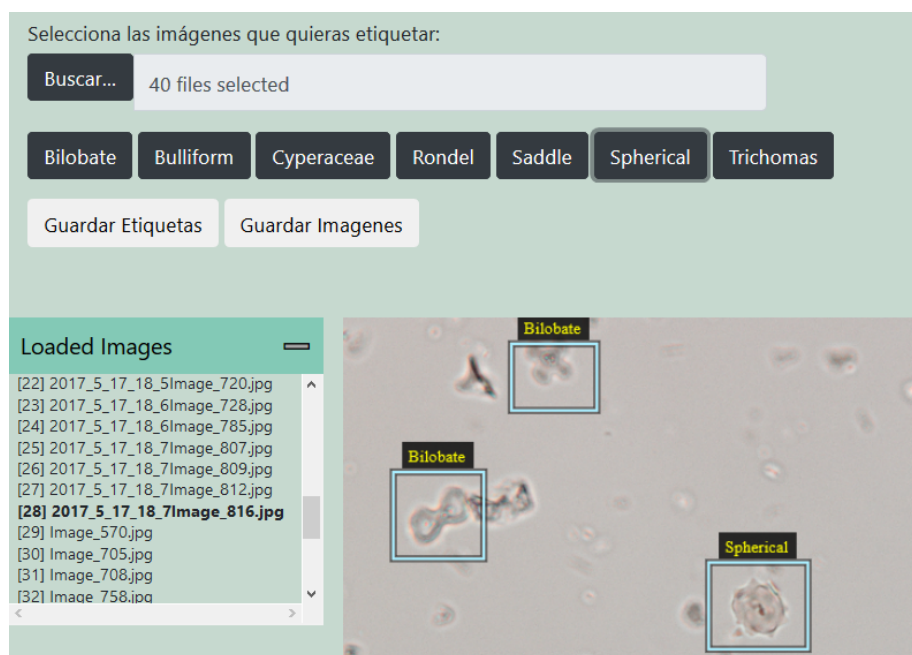 Selecciona las imágenes que quieras etiquetar:
Buscar... 40 files selected
Bilobate Bulliform Cyperaceae Rondel Saddle Spherical Trichomas
Guardar Etiquetas Guardar Imagenes
Loaded Images
[22] 2017_5_17_18_5Image_720.jpg
[23] 2017_5_17_18_6Image_728.jpg
[24] 2017_5_17_18_6Image_785.jpg
[25] 2017_5_17_18_7Image_807.jpg
[26] 2017_5_17_18_7Image_809.jpg
[27] 2017_5_17_18_7Image_812.jpg
[28] 2017_5_17_18_7Image_816.jpg
[29] Image_570.jpg
[30] Image_705.jpg
[31] Image_708.jpg
[32] Image_758.jpg
Bilobate
Bilobate
Spherical